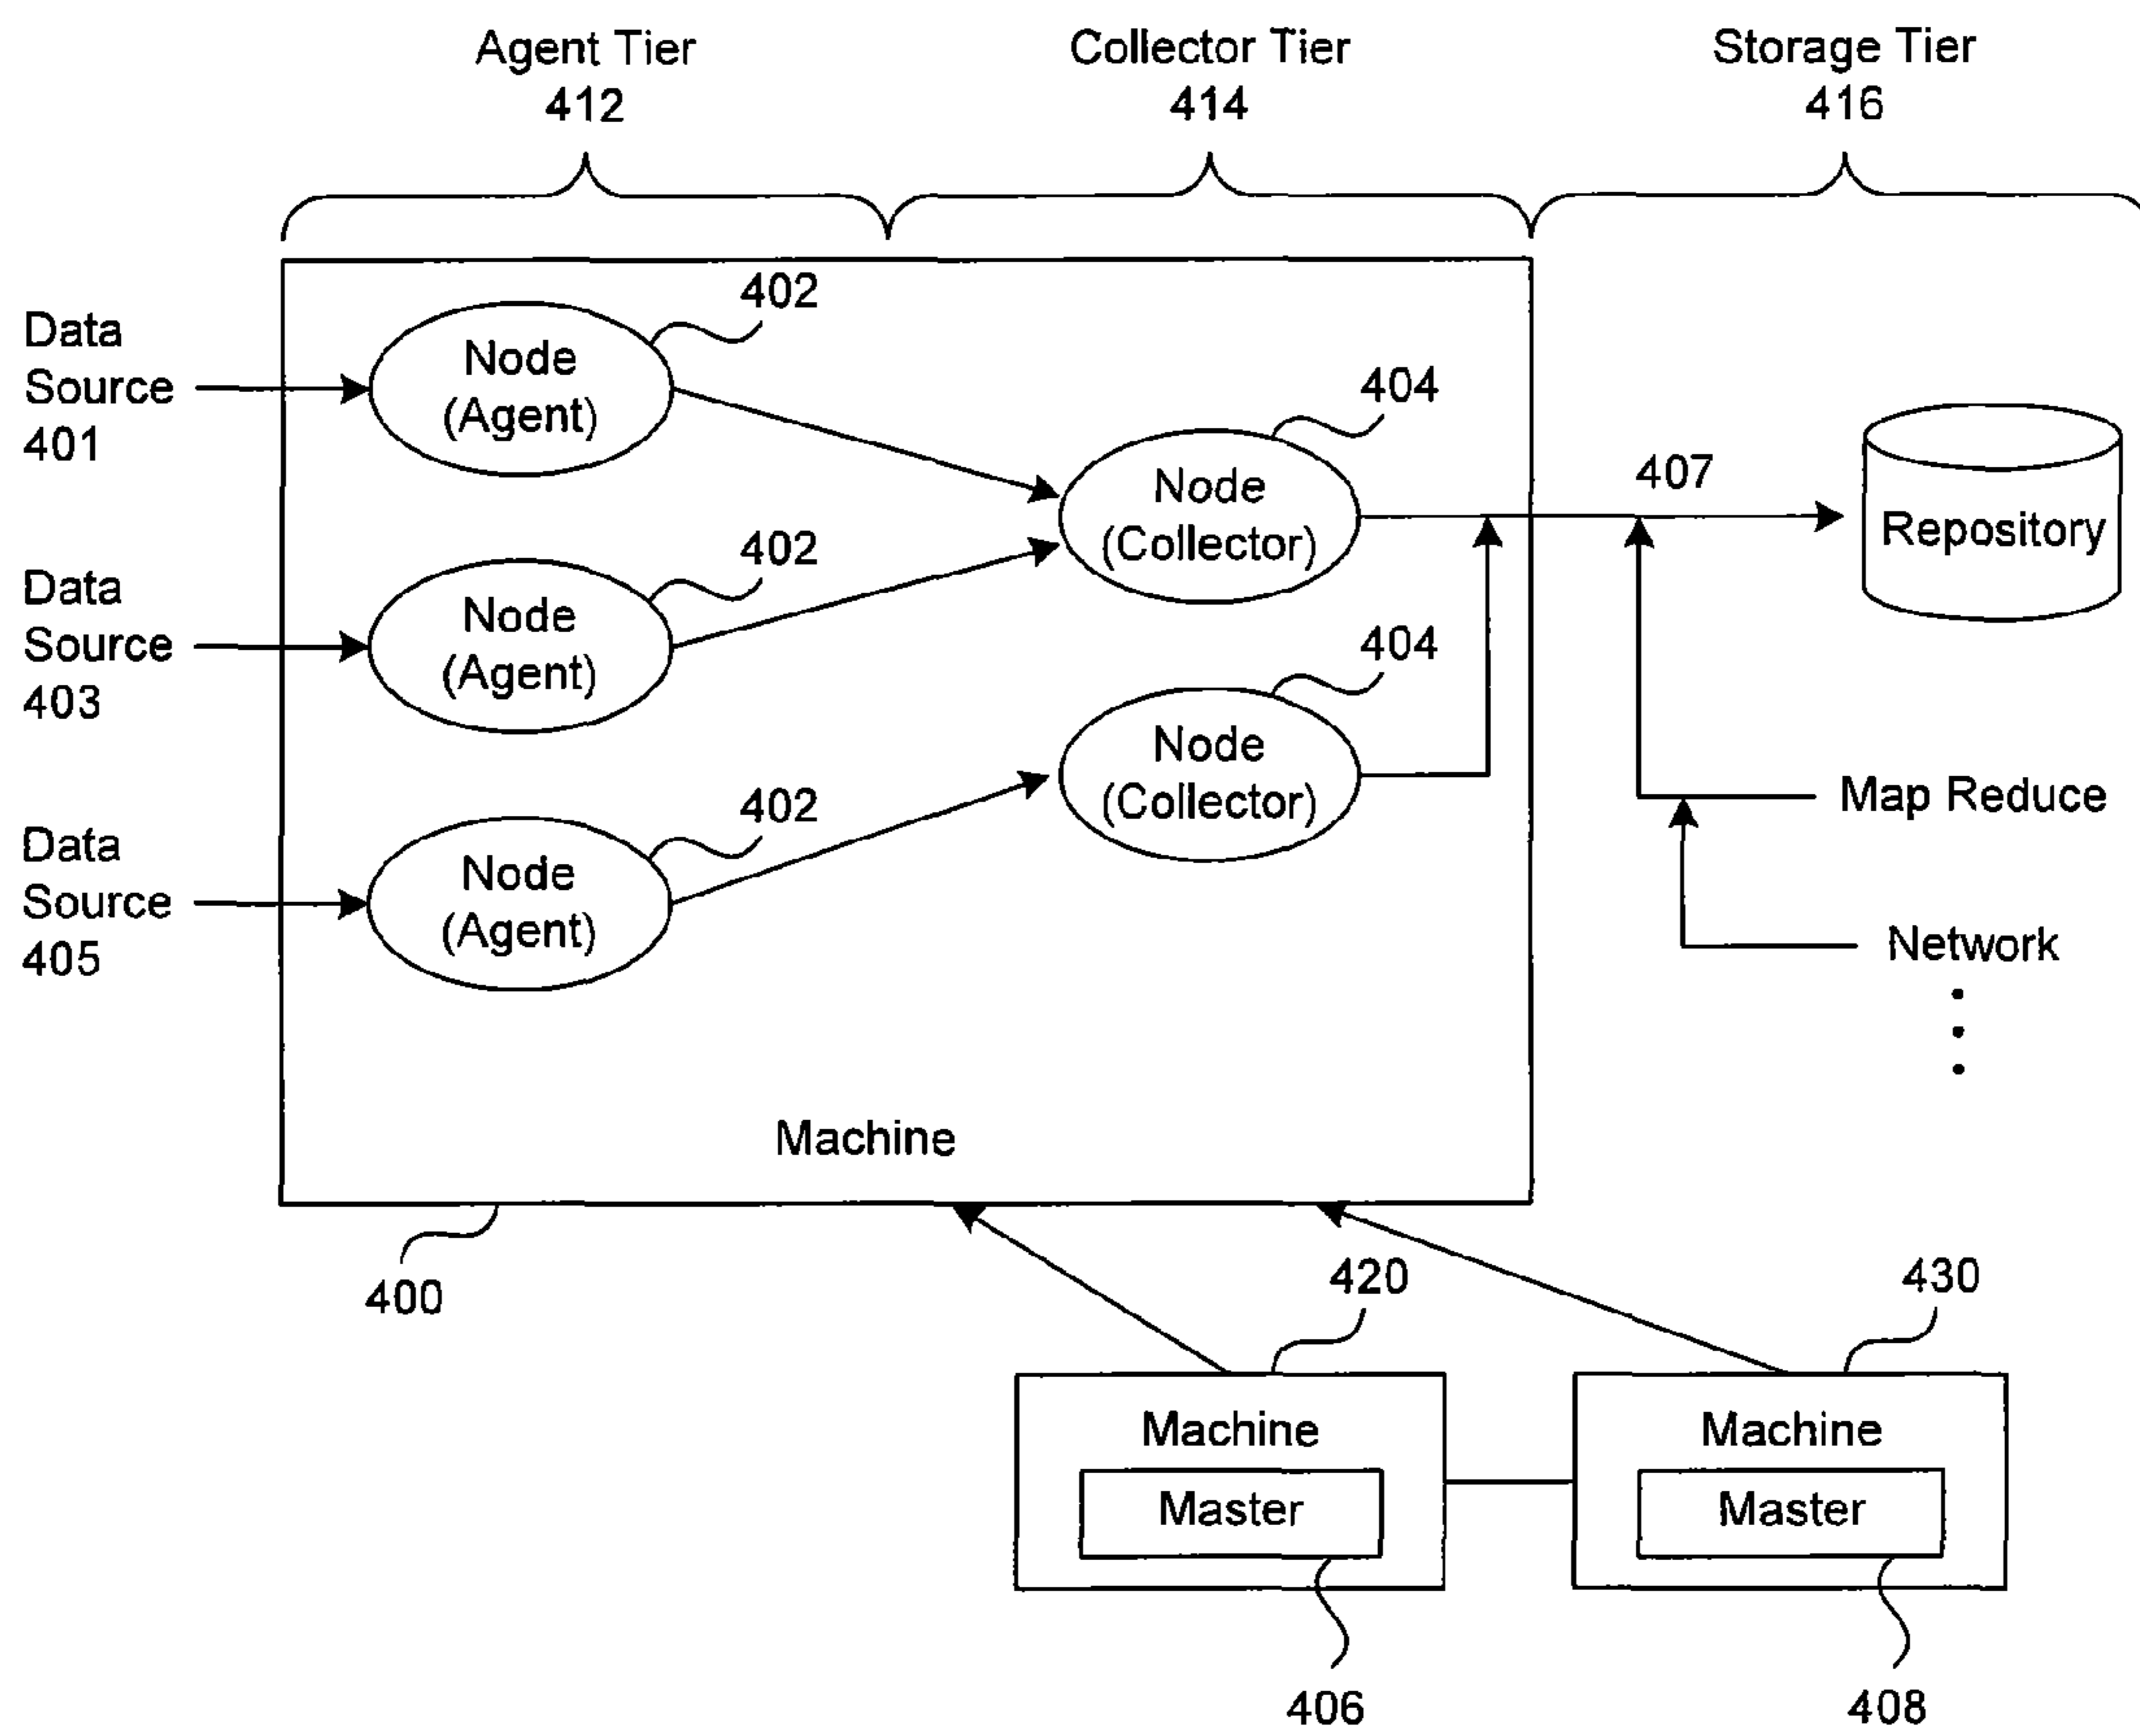 Agent Tier
412
Collector Tier
414
Storage Tier
416
402
Data
Source
401
Node
(Agent)
404
Node
(Collector)
407
Repository
402
Data
Source
403
Node
(Agent)
404
Node
(Collector)
Map Reduce
402
Data
Source
405
Node
(Agent)
Network
Machine
400
420
430
Machine
Master
Machine
Master
406
408